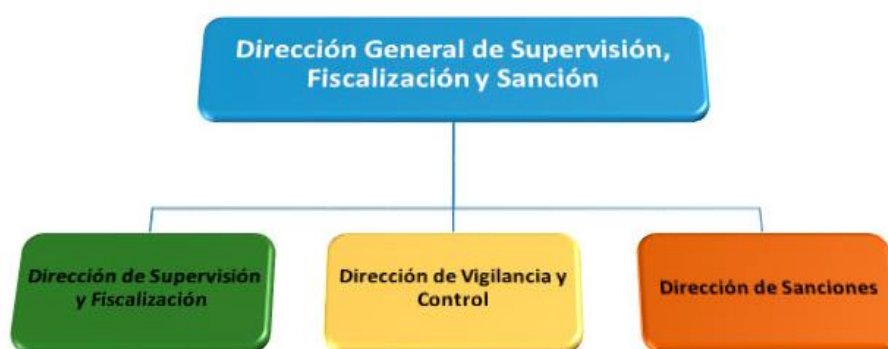 Dirección General de Supervisión,
Fiscalización y Sanción
Dirección de Supervisión
y Fiscalización
Dirección de Vigilancia y
Control
Dirección de Sanciones